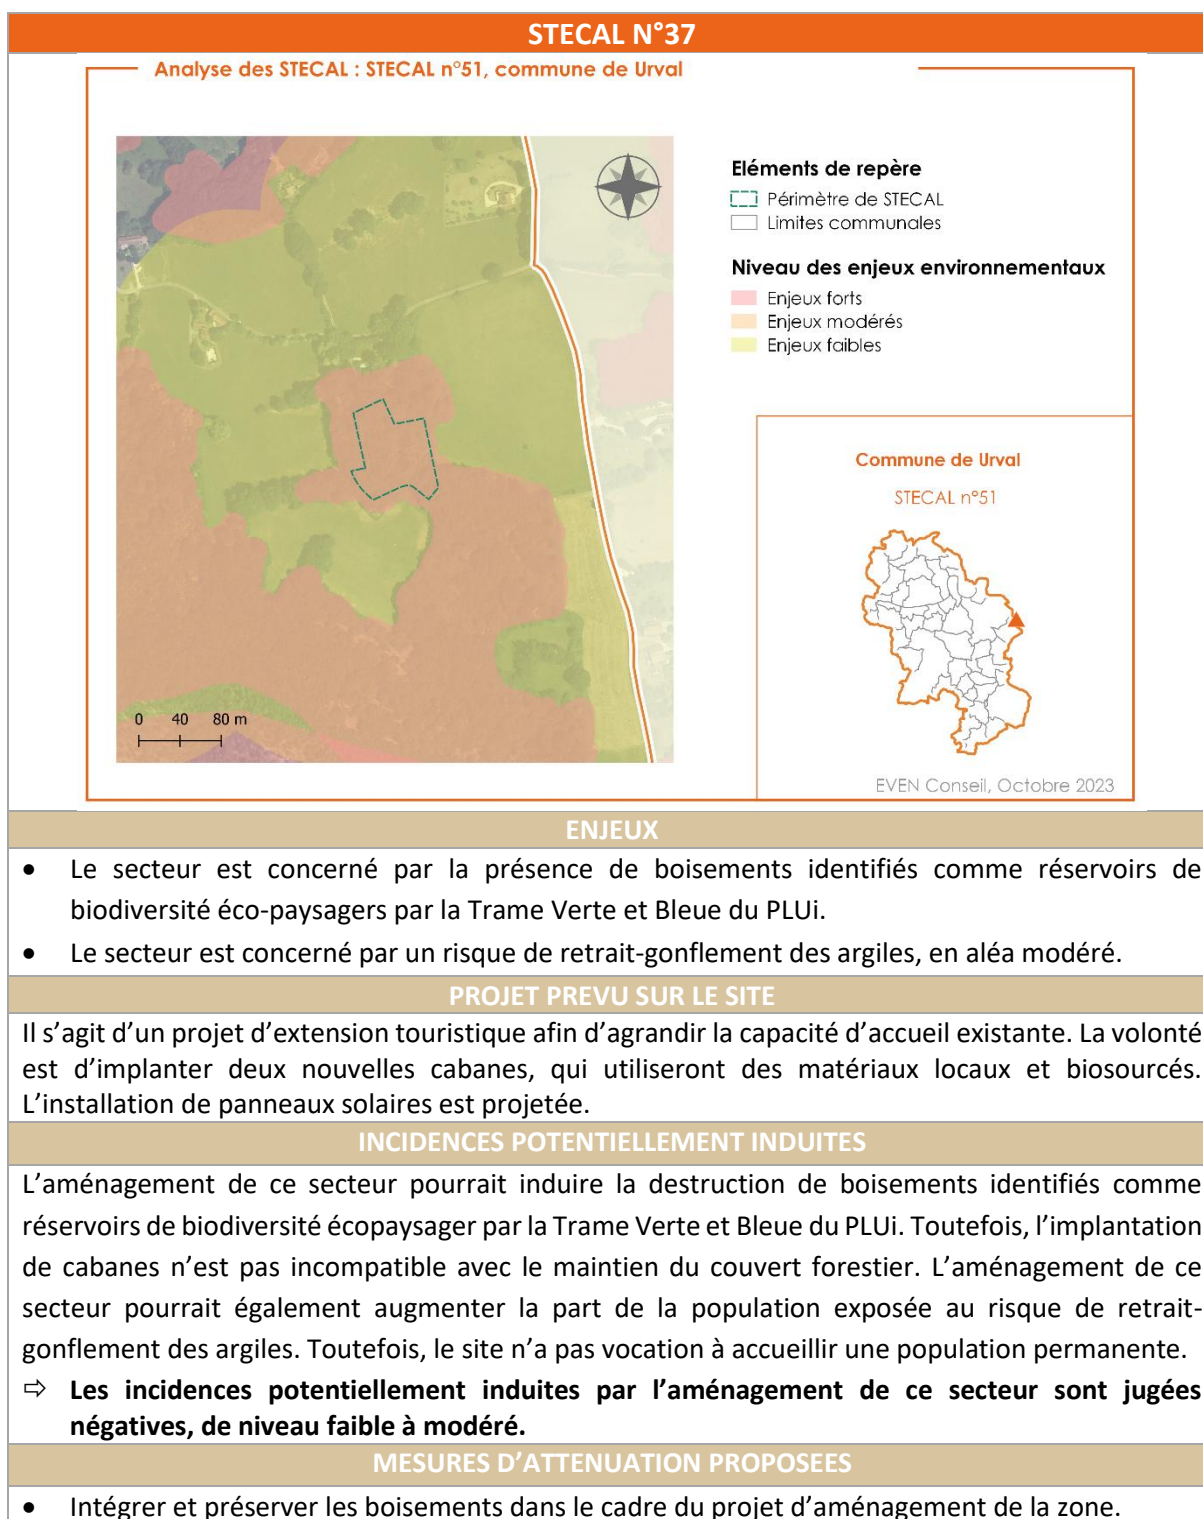 STECAL N°37
Analyse des STECAL : STECAL n°51, commune de Urval
Eléments de repère
Périmètre de STECAL
Limites communales
Niveau des enjeux environnementaux
Enjeux forts
Enjeux modérés
Enjeux faibles
0 40 80 m
Commune de Urval
STECAL n°51
EVEN Conseil, Octobre 2023
ENJEUX
• Le secteur est concerné par la présence de boisements identifiés comme réservoirs de
biodiversité éco-paysagers par la Trame Verte et Bleue du PLUi.
• Le secteur est concerné par un risque de retrait-gonflement des argiles, en aléa modéré.
PROJET PREVU SUR LE SITE
Il s’agit d’un projet d’extension touristique afin d’agrandir la capacité d’accueil existante. La volonté
est d’implanter deux nouvelles cabanes, qui utiliseront des matériaux locaux et biosourcés.
L’installation de panneaux solaires est projetée.
INCIDENCES POTENTIELLEMENT INDUITES
L’aménagement de ce secteur pourrait induire la destruction de boisements identifiés comme
réservoirs de biodiversité écopaysager par la Trame Verte et Bleue du PLUi. Toutefois, l’implantation
de cabanes n’est pas incompatible avec le maintien du couvert forestier. L’aménagement de ce
secteur pourrait également augmenter la part de la population exposée au risque de retrait-
gonflement des argiles. Toutefois, le site n’a pas vocation à accueillir une population permanente.
⇨ Les incidences potentiellement induites par l’aménagement de ce secteur sont jugées
négatives, de niveau faible à modéré.
MESURES D’ATTENUATION PROPOSEES
• Intégrer et préserver les boisements dans le cadre du projet d’aménagement de la zone.